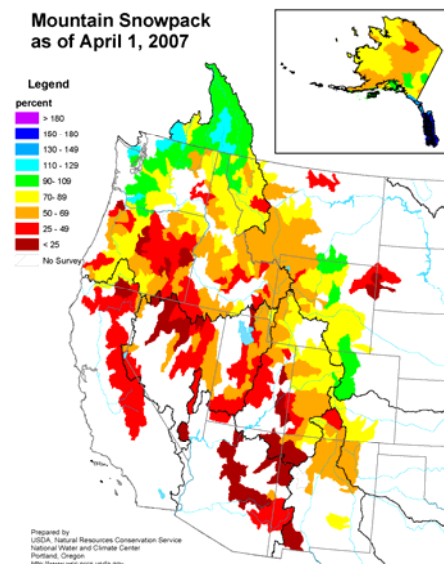 Mountain Snowpack
as of April 1, 2007
Legend
percent
> 180
150 - 180
130 - 149
110 - 129
90- 109
70- 89
50 - 69
25 - 49
< 25
No Survey
Prepared by
USDA, Natural Resources Conservation Service
National Water and Climate Center
Portland, Oregon